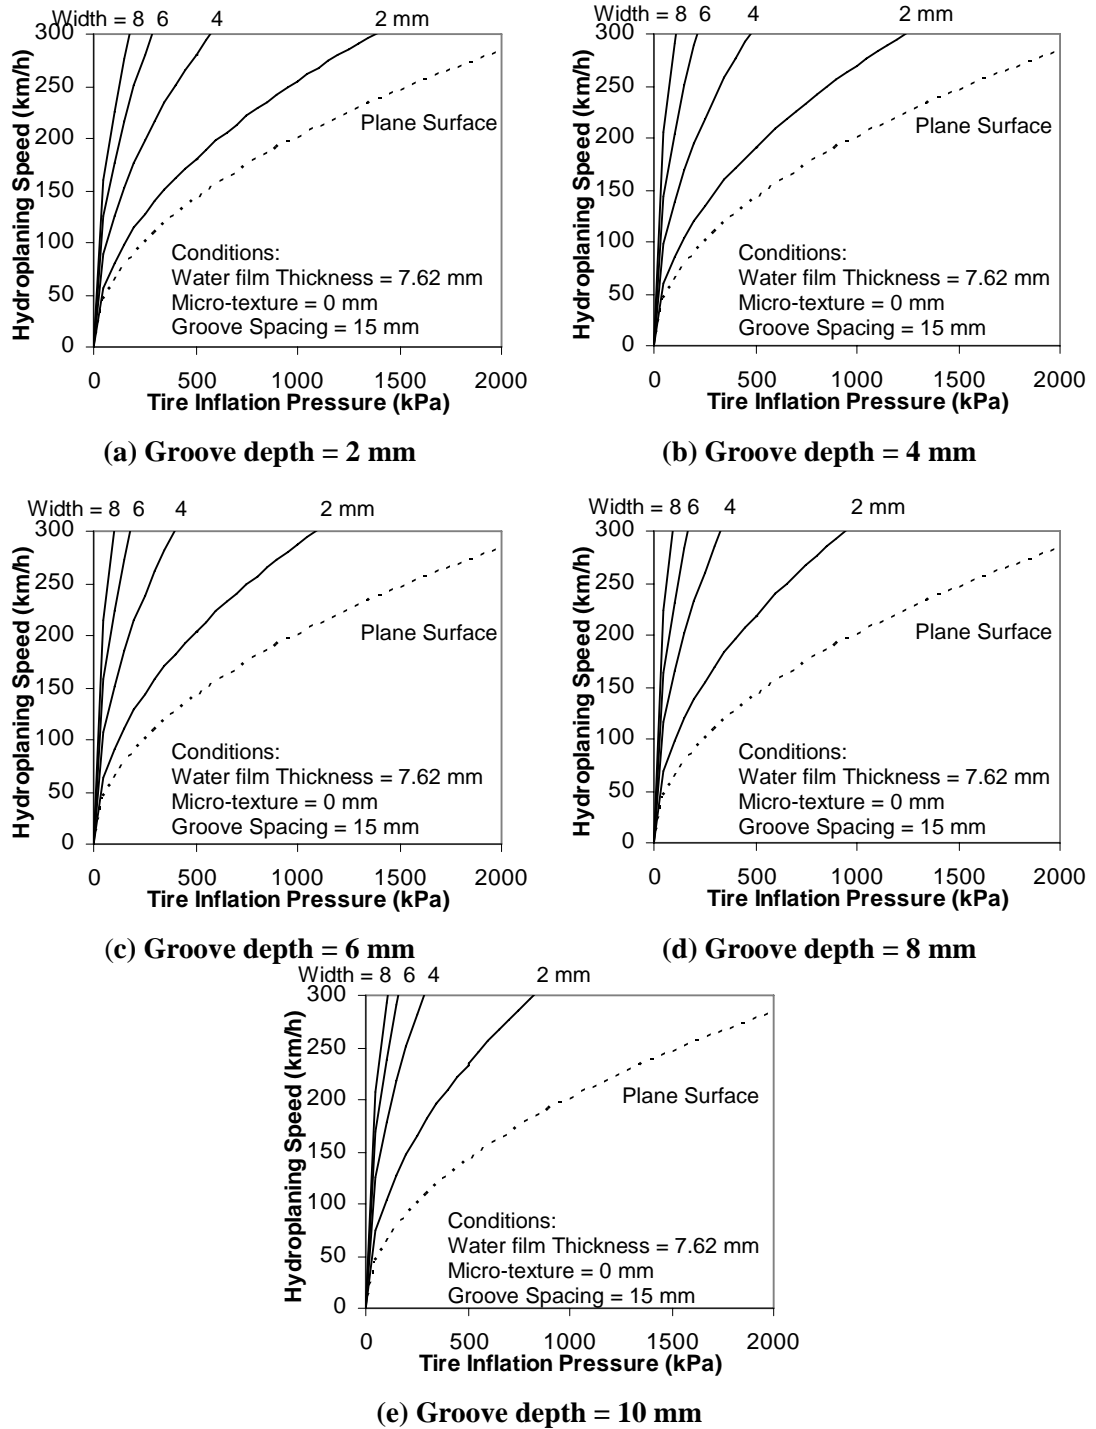 Width = 8 6 4 2 mm
300
250
200
150
100
50
0
Hydroplaning Speed (km/h)
Plane Surface
Conditions:
Water film Thickness = 7.62 mm
Micro-texture = 0 mm
Groove Spacing = 15 mm
0 500 1000 1500 2000
Tire Inflation Pressure (kPa)
(a) Groove depth = 2 mm
Width = 8 6 4 2 mm
300
250
200
150
100
50
0
Hydroplaning Speed (km/h)
Plane Surface
Conditions:
Water film Thickness = 7.62 mm
Micro-texture = 0 mm
Groove Spacing = 15 mm
0 500 1000 1500 2000
Tire Inflation Pressure (kPa)
(b) Groove depth = 4 mm
Width = 8 6 4 2 mm
300
250
200
150
100
50
0
Hydroplaning Speed (km/h)
Plane Surface
Conditions:
Water film Thickness = 7.62 mm
Micro-texture = 0 mm
Groove Spacing = 15 mm
0 500 1000 1500 2000
Tire Inflation Pressure (kPa)
(c) Groove depth = 6 mm
Width = 8 6 4 2 mm
300
250
200
150
100
50
0
Hydroplaning Speed (km/h)
Plane Surface
Conditions:
Water film Thickness = 7.62 mm
Micro-texture = 0 mm
Groove Spacing = 15 mm
0 500 1000 1500 2000
Tire Inflation Pressure (kPa)
(d) Groove depth = 8 mm
Width = 8 6 4 2 mm
300
250
200
150
100
50
0
Hydroplaning Speed (km/h)
Plane Surface
Conditions:
Water film Thickness = 7.62 mm
Micro-texture = 0 mm
Groove Spacing = 15 mm
0 500 1000 1500 2000
Tire Inflation Pressure (kPa)
(e) Groove depth = 10 mm